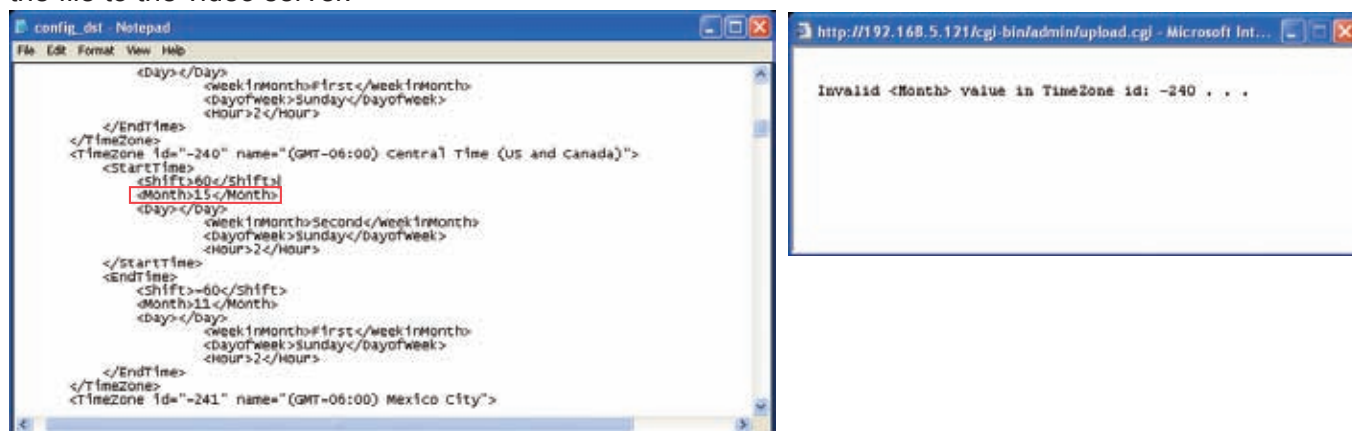 the file to the video server.
config_dst - Notepad
File Edit Format View Help
<Day></Day>
<WeekInMonth>First</WeekInMonth>
<DayofWeek>Sunday</DayofWeek>
<Hour>2</Hour>
</EndTime>
</TimeZone>
<TimeZone id="-240" name="(GMT-06:00) Central Time (US and Canada)">
<StartTime>
<Shift>60</Shift>
<Month>15</Month>
<Day></Day>
<WeekInMonth>Second</WeekInMonth>
<DayofWeek>Sunday</DayofWeek>
<Hour>2</Hour>
</StartTime>
<EndTime>
<Shift>-60</Shift>
<Month>11</Month>
<Day></Day>
<WeekInMonth>First</WeekInMonth>
<DayofWeek>Sunday</DayofWeek>
<Hour>2</Hour>
</EndTime>
</TimeZone>
<TimeZone id="-241" name="(GMT-06:00) Mexico City">
http://192.168.5.121/cgi-bin/admin/upload.cgi - Microsoft Int...
Invalid <Month> value in TimeZone id: -240 . . .